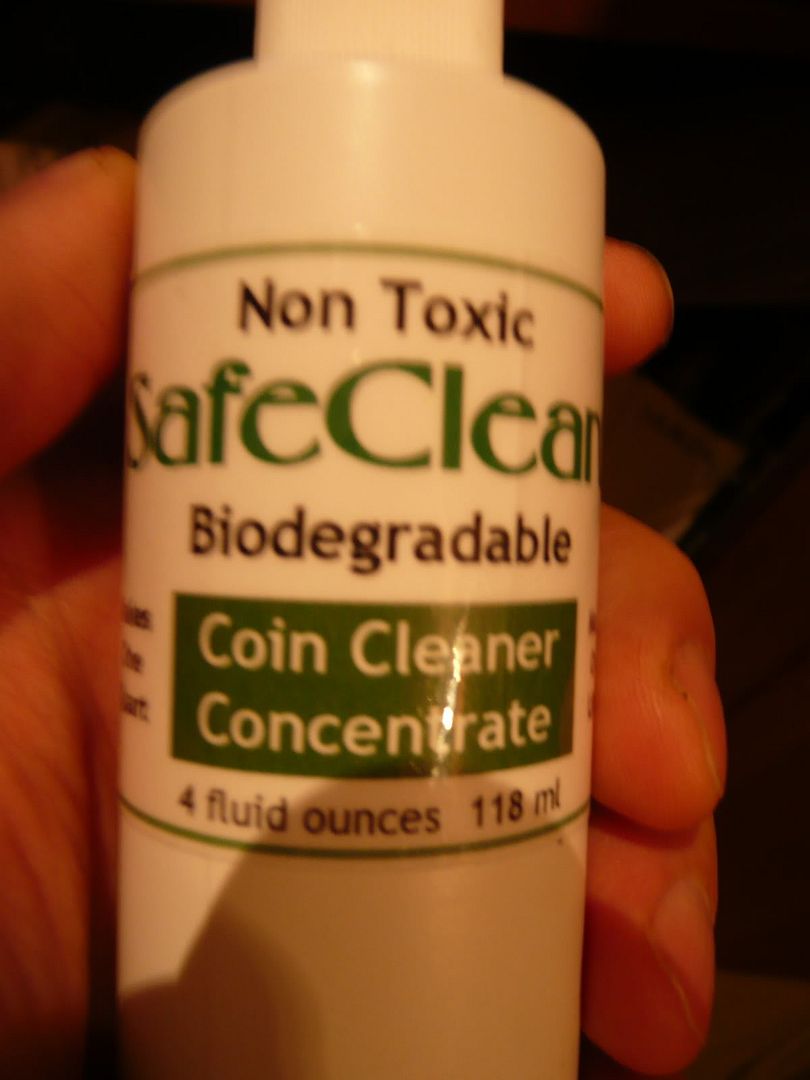 Non Toxic
SafeClean
Biodegradable
Coin Cleaner
Concentrate
4 fluid ounces 118 ml